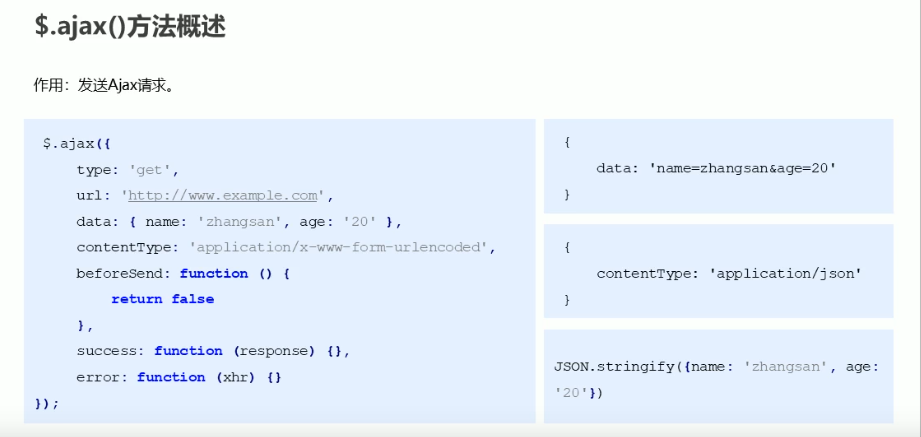 $.ajax()方法概述
作用：发送Ajax请求。
$.ajax({
type: 'get',
url: 'http://www.example.com',
data: { name: 'zhangsan', age: '20' },
contentType: 'application/x-www-form-urlencoded',
beforeSend: function () {
return false
},
success: function (response) {},
error: function (xhr) {}
});
{
data: 'name=zhangsan&age=20'
}
{
contentType: 'application/json'
}
JSON.stringify({name: 'zhangsan', age:
'20'})